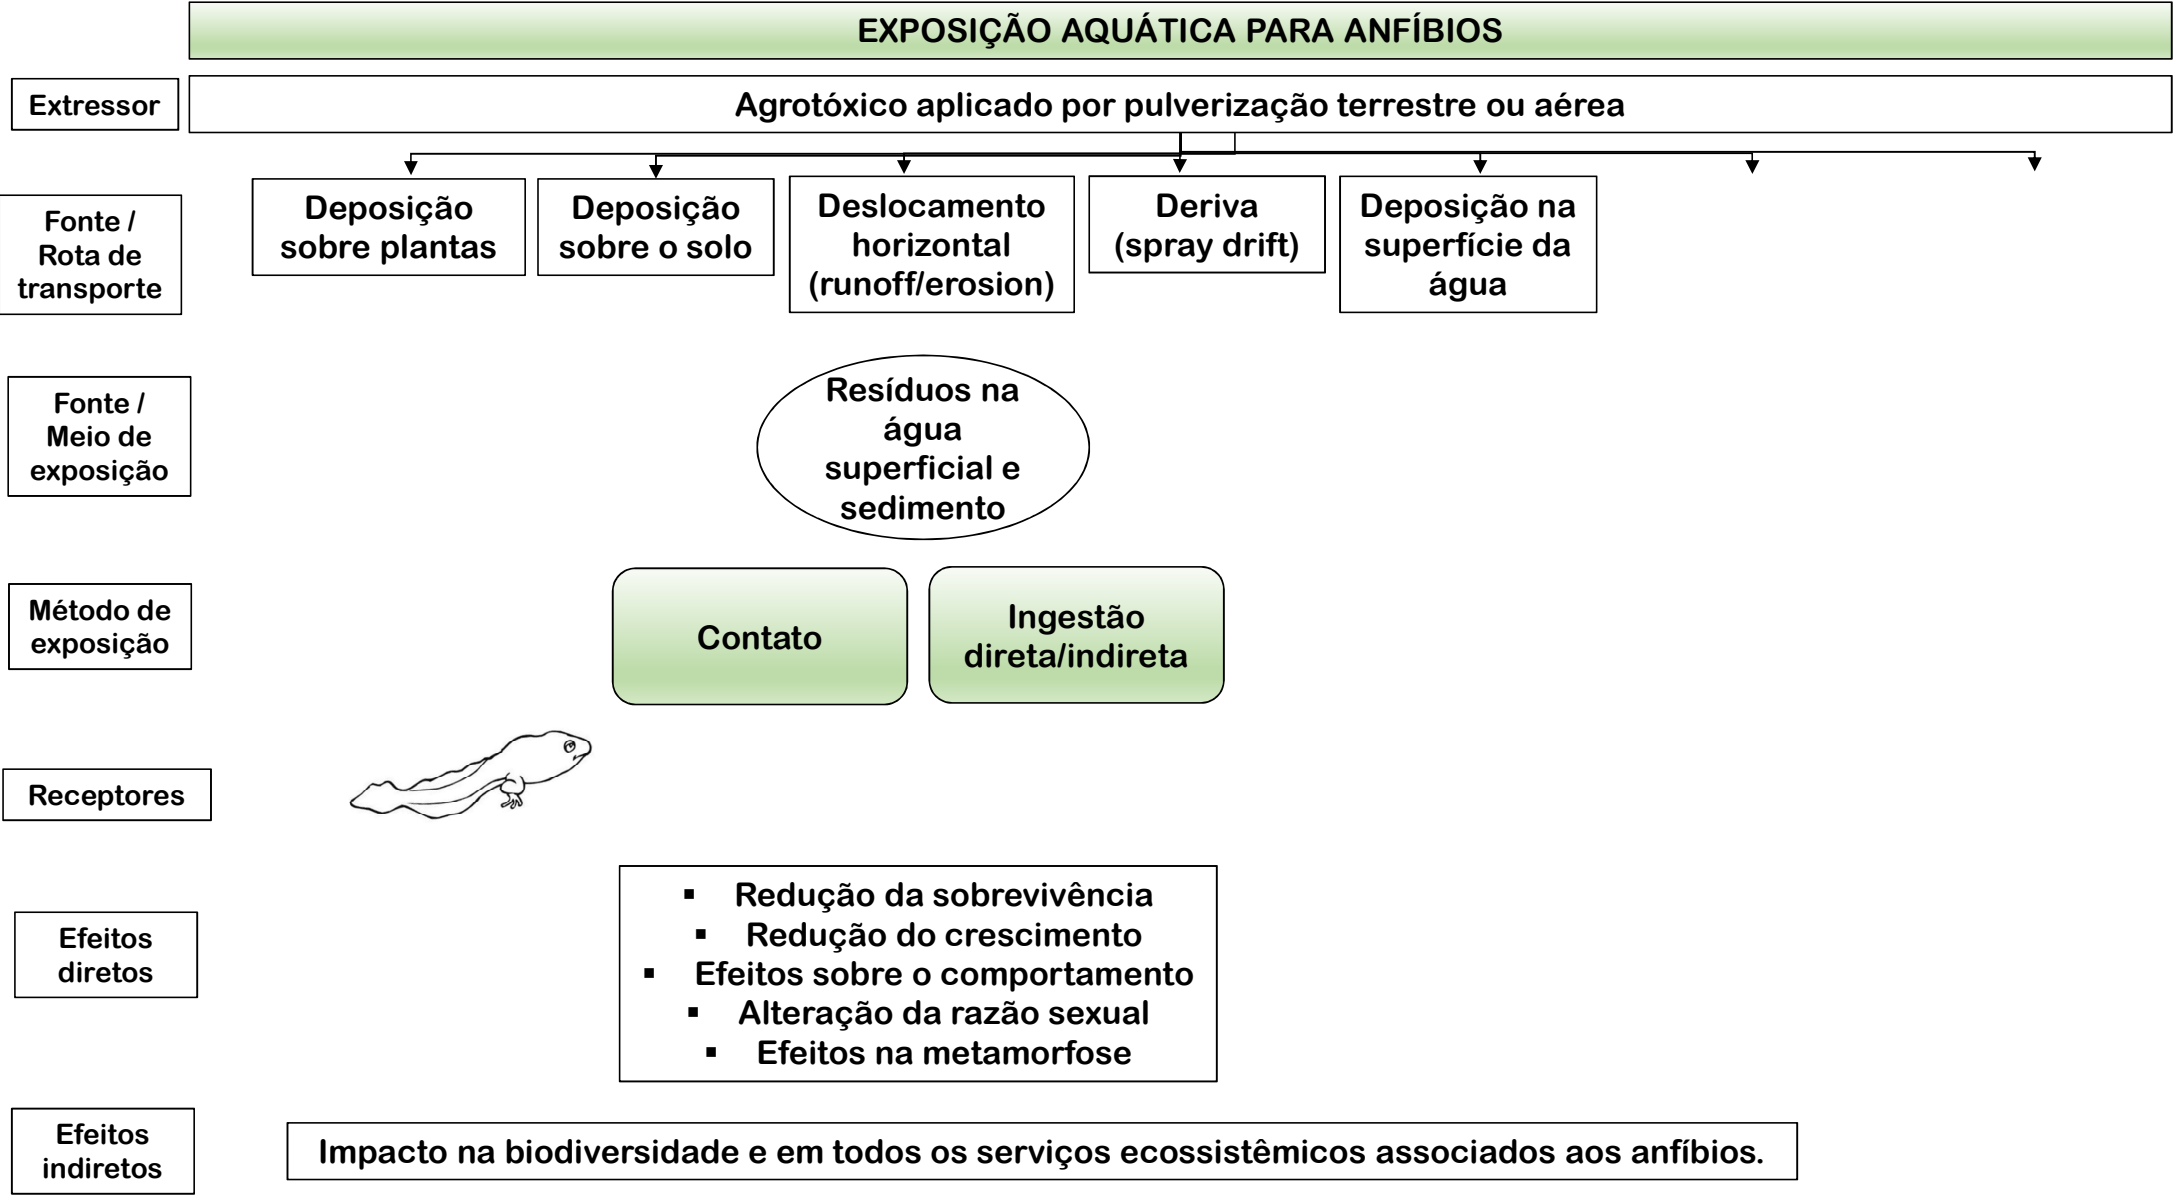 EXPOSIÇÃO AQUÁTICA PARA ANFÍBIOS
Extressor
Agrotóxico aplicado por pulverização terrestre ou aérea
Fonte /
Rota de
transporte
Deposição
sobre plantas
Deposição
sobre o solo
Deslocamento
horizontal
(runoff/erosion)
Deriva
(spray drift)
Deposição na
superfície da
água
Fonte /
Meio de
exposição
Resíduos na
água
superficial e
sedimento
Método de
exposição
Contato
Ingestão
direta/indireta
Receptores
Efeitos
diretos
▪ Redução da sobrevivência
▪ Redução do crescimento
▪ Efeitos sobre o comportamento
▪ Alteração da razão sexual
▪ Efeitos na metamorfose
Efeitos
indiretos
Impacto na biodiversidade e em todos os serviços ecossistêmicos associados aos anfíbios.